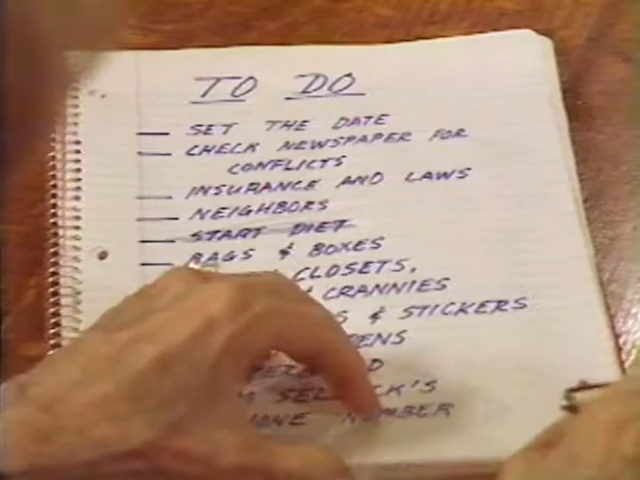 TO DO
SET THE DATE
CHECK NEWSPAPER FOR
CONFLICTS
INSURANCE AND LAWS
NEIGHBORS
START DIET
BAGS & BOXES
CLOSETS,
CRANNIES
& STICKERS
NUMBER